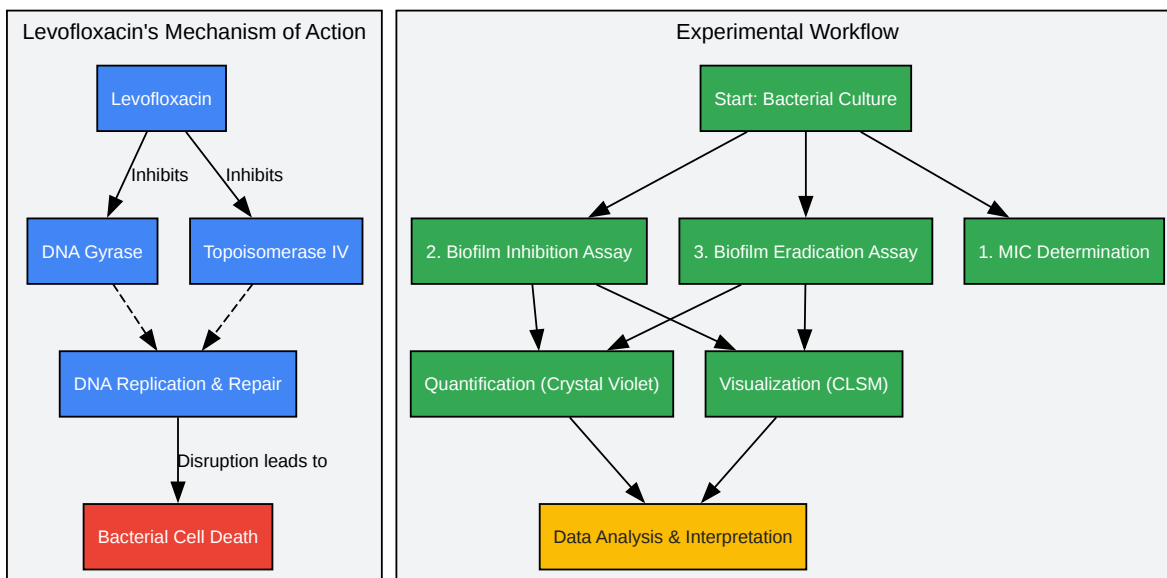 Levofloxacin's Mechanism of Action
Levofloxacin
Inhibits
Inhibits
DNA Gyrase
Topoisomerase IV
DNA Replication & Repair
Disruption leads to
Bacterial Cell Death
Experimental Workflow
Start: Bacterial Culture
2. Biofilm Inhibition Assay
3. Biofilm Eradication Assay
1. MIC Determination
Quantification (Crystal Violet)
Visualization (CLSM)
Data Analysis & Interpretation